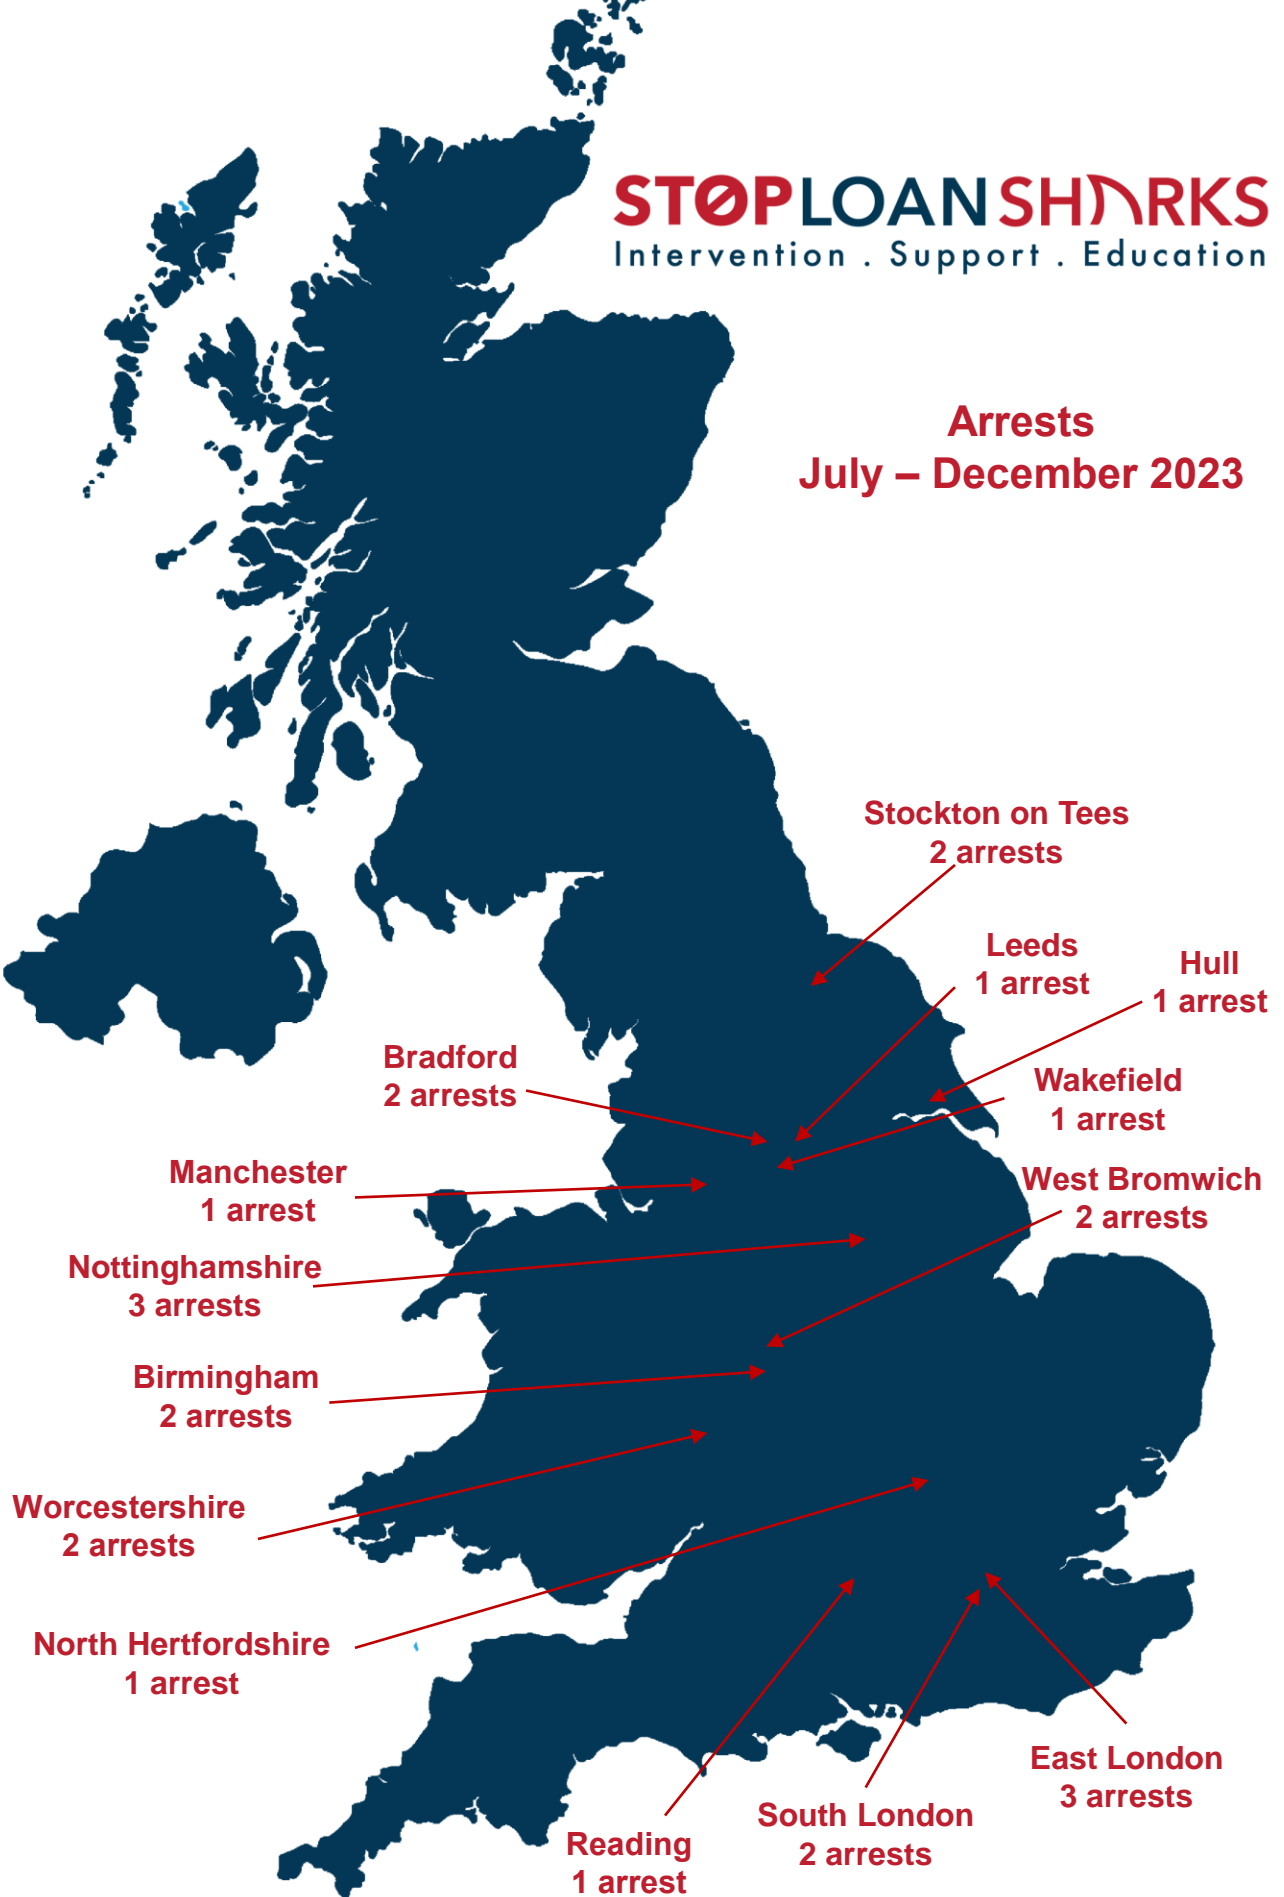 STOPLOANSHARKS
Intervention . Support . Education
Arrests
July – December 2023
Stockton on Tees
2 arrests
Leeds
1 arrest
Hull
1 arrest
Bradford
2 arrests
Wakefield
1 arrest
Manchester
1 arrest
West Bromwich
2 arrests
Nottinghamshire
3 arrests
Birmingham
2 arrests
Worcestershire
2 arrests
North Hertfordshire
1 arrest
East London
3 arrests
South London
2 arrests
Reading
1 arrest